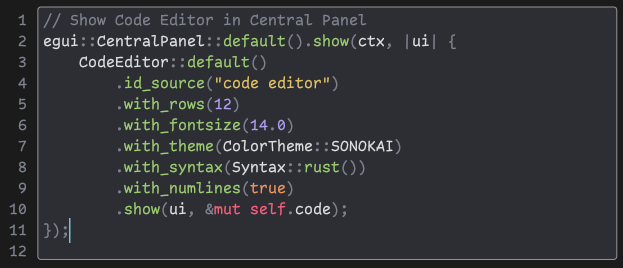 1 // Show Code Editor in Central Panel
2 egui::CentralPanel::default().show(ctx, |ui| {
3     CodeEditor::default()
4         .id_source("code editor")
5         .with_rows(12)
6         .with_fontsize(14.0)
7         .with_theme(ColorTheme::SONOKAI)
8         .with_syntax(Syntax::rust())
9         .with_numlines(true)
10         .show(ui, &mut self.code);
11 });
12